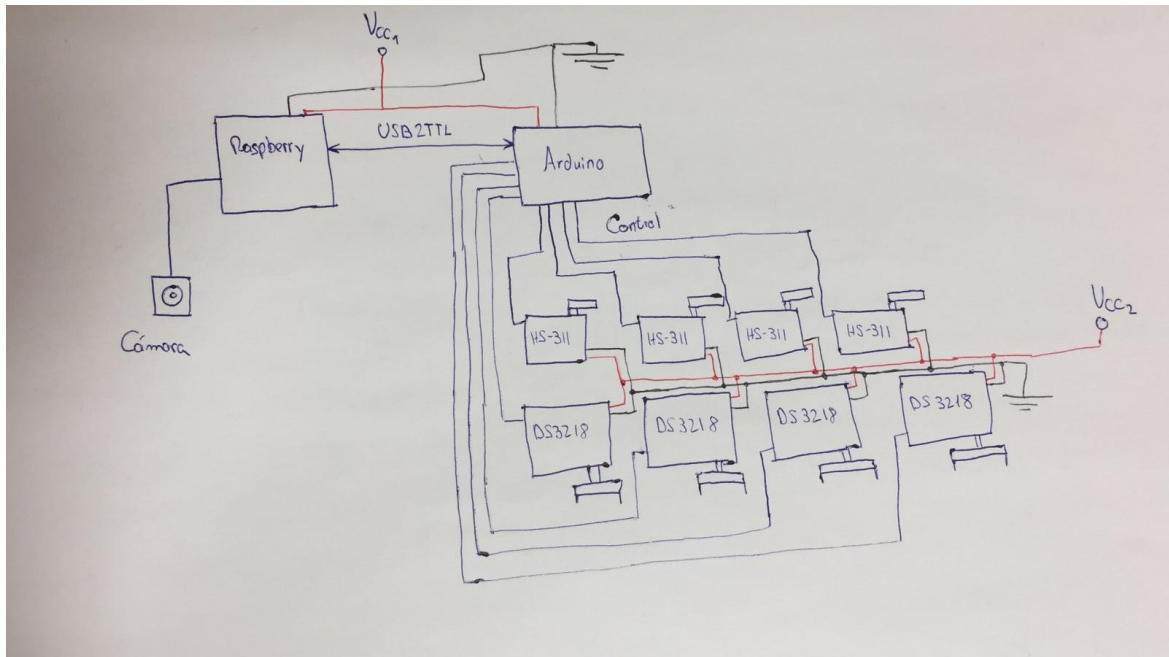 Vcc1
Raspberry
USB2TTL
Arduino
Control
Cámara
HS-311
HS-311
HS-311
HS-311
Vcc2
DS3218
DS3218
DS3218
DS3218